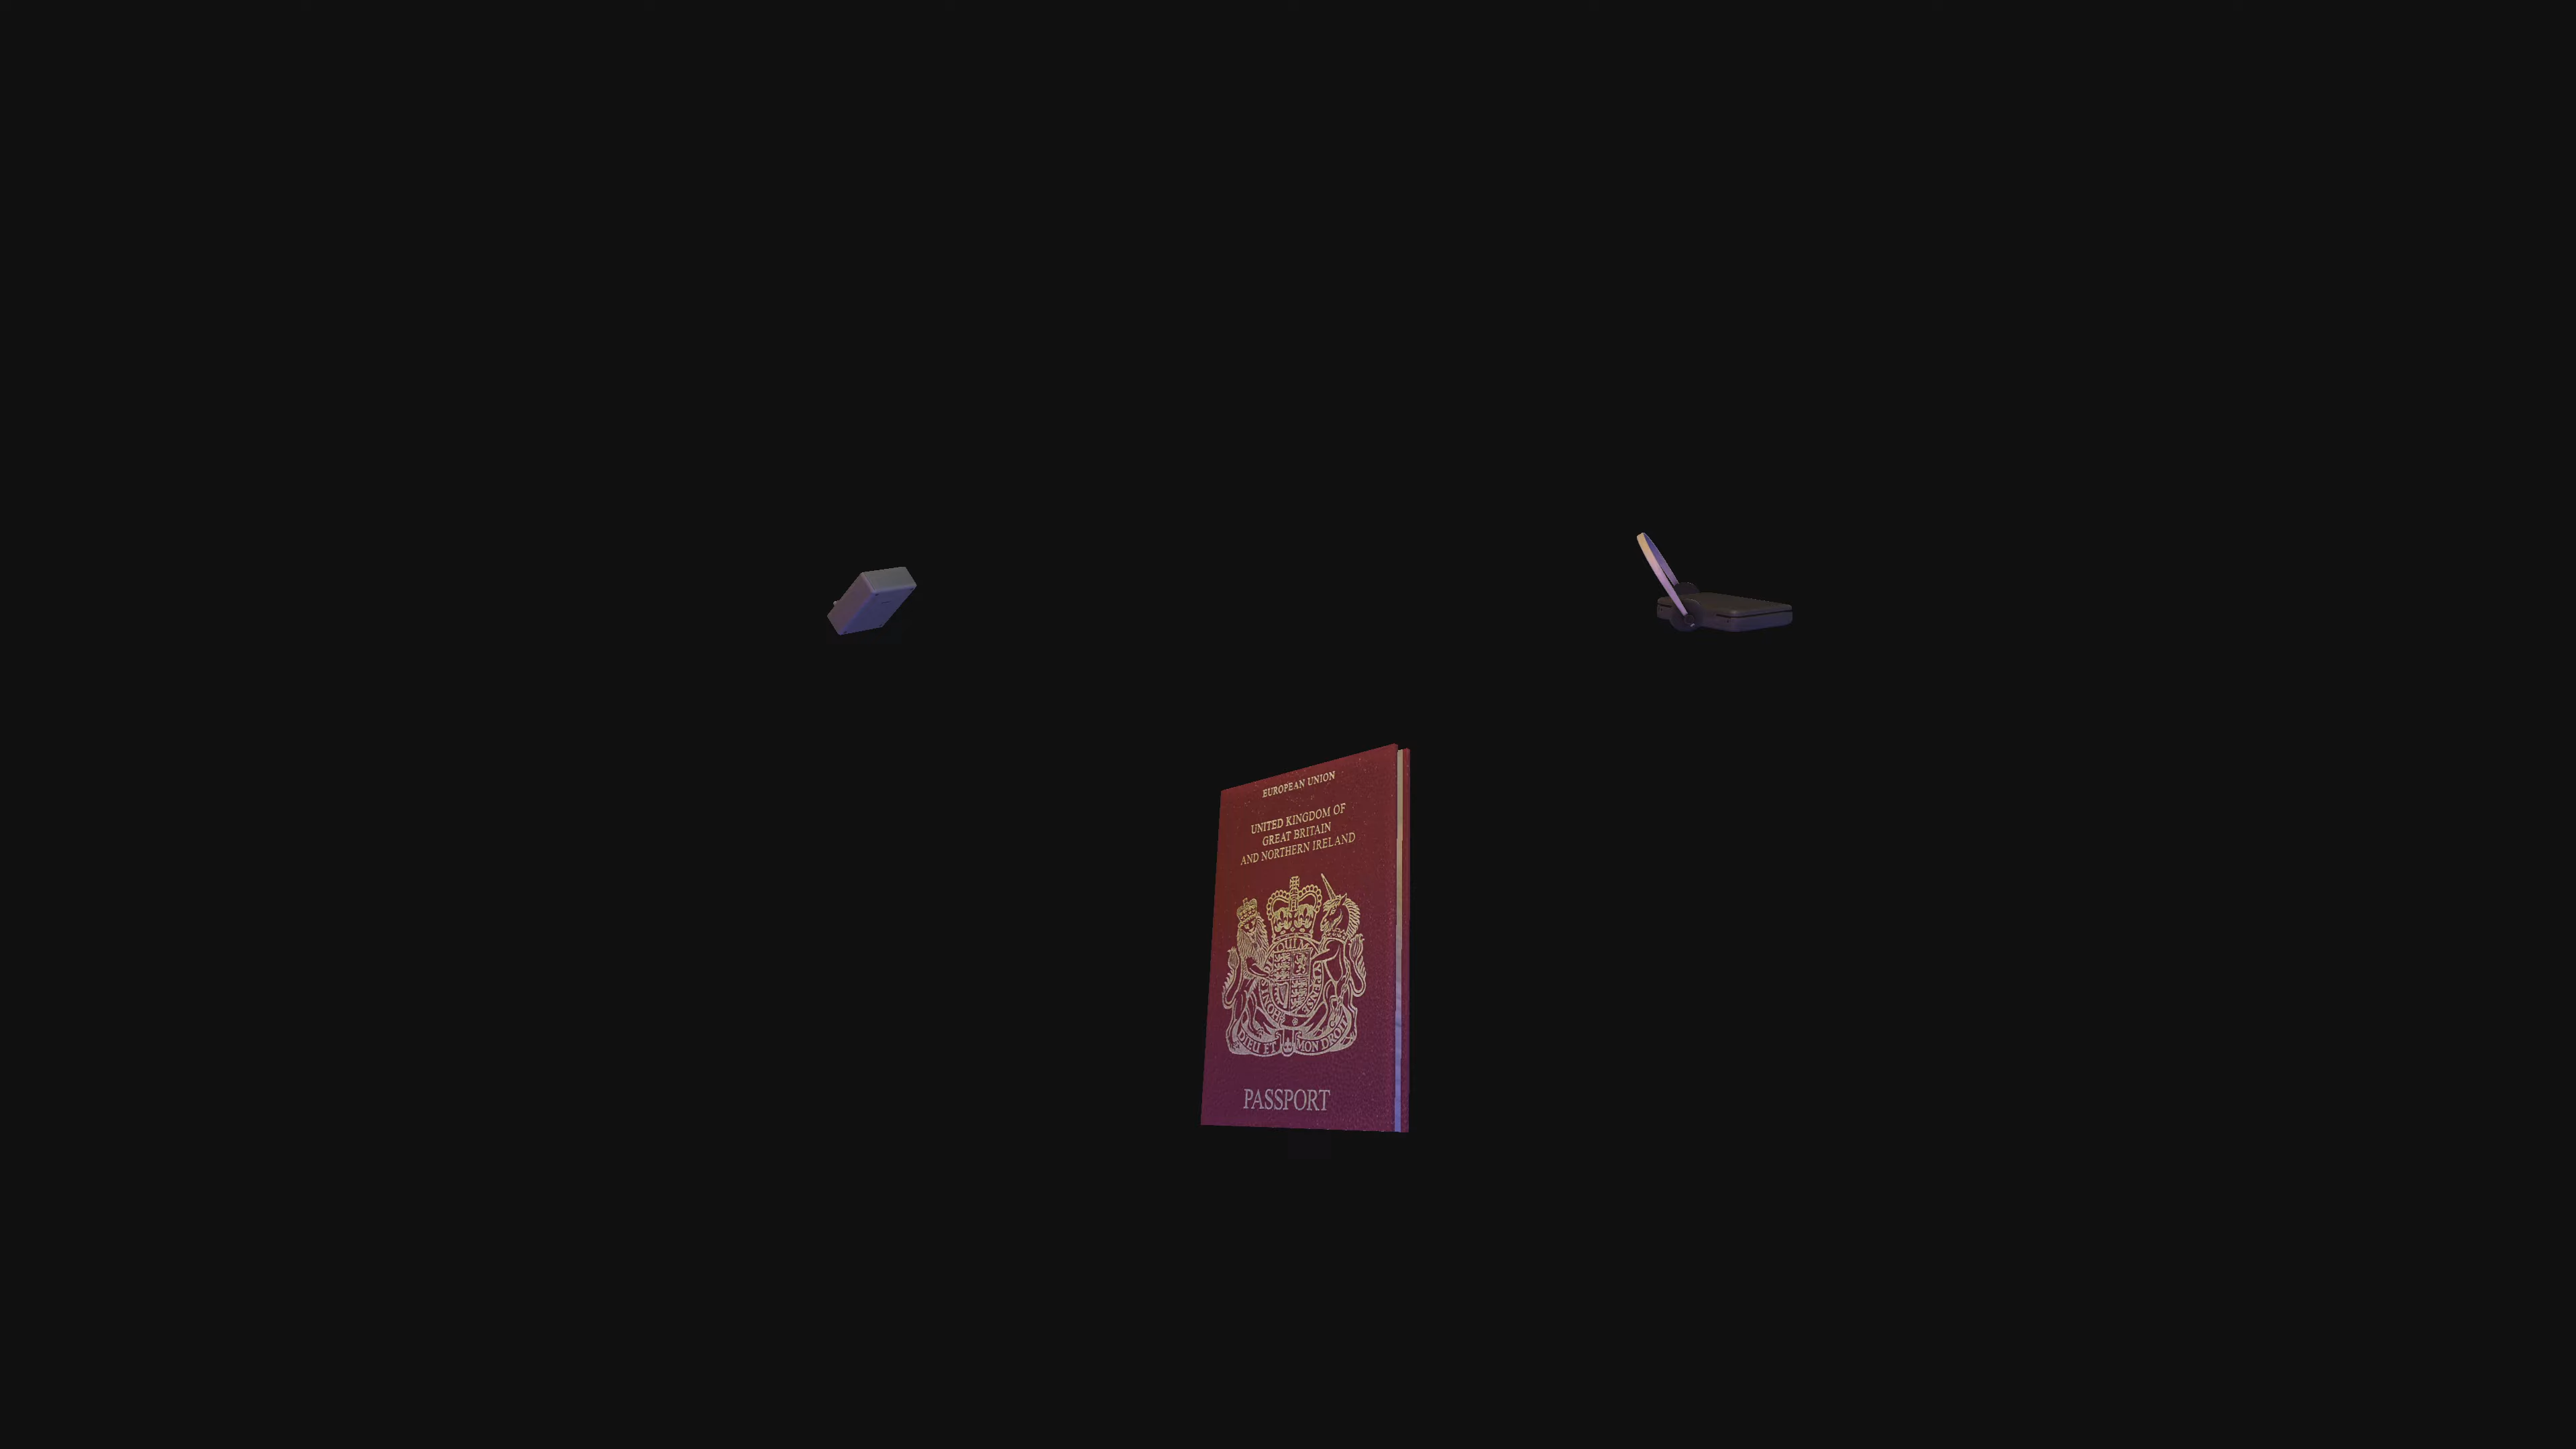 EUROPEAN UNION
UNITED KINGDOM OF
GREAT BRITAIN
AND NORTHERN IRELAND
DIEU ET MON DROIT
PASSPORT